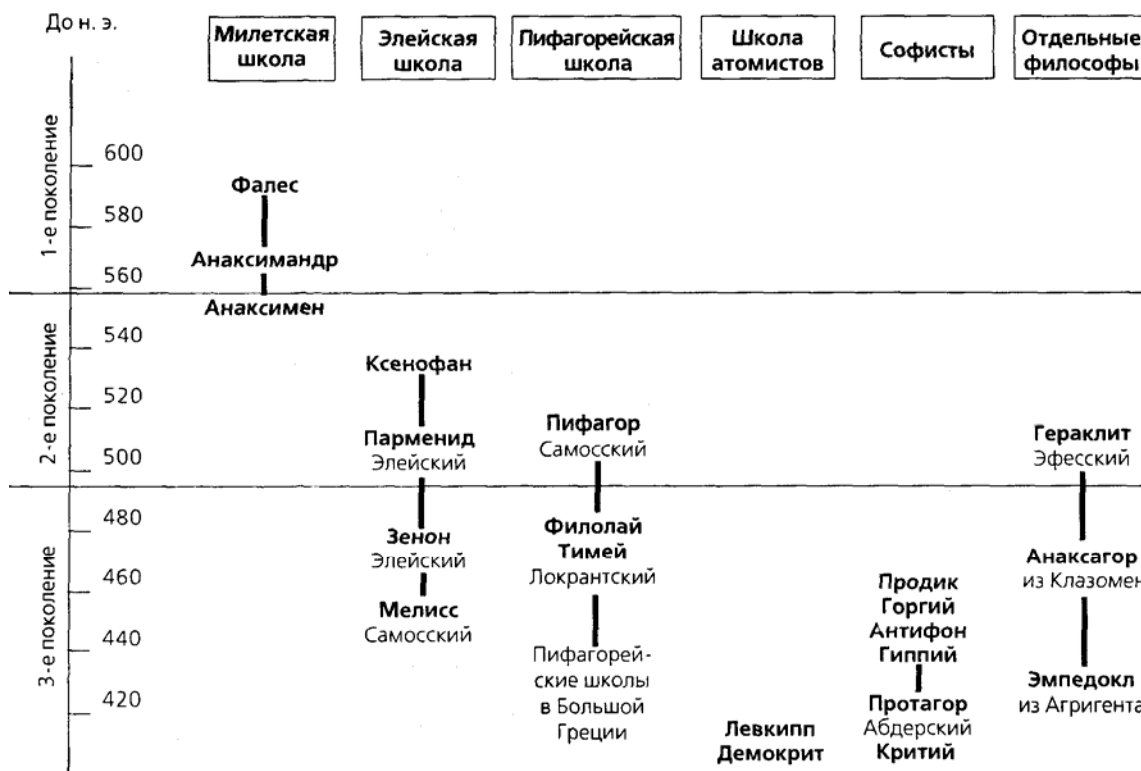 До н. э.
Милетская
школа
Элейская
школа
Пифагорейская
школа
Школа
атомистов
Софисты
Отдельные
философы
1-е поколение
600
580
560
Фалес
Анаксимандр
Анаксимен
2-е поколение
540
520
500
Ксенофан
Парменид
Элейский
Пифагор
Самосский
Гераклит
Эфесский
3-е поколение
480
460
440
420
Зенон
Элейский
Мелисс
Самосский
Филолай
Тимей
Локрантский
Пифагорей-
ские школы
в Большой
Греции
Левкипп
Демокрит
Продик
Горгий
Антифон
Гиппий
Протагор
Абдерский
Критий
Анаксагор
из Клазомен
Эмпедокл
из Агригента